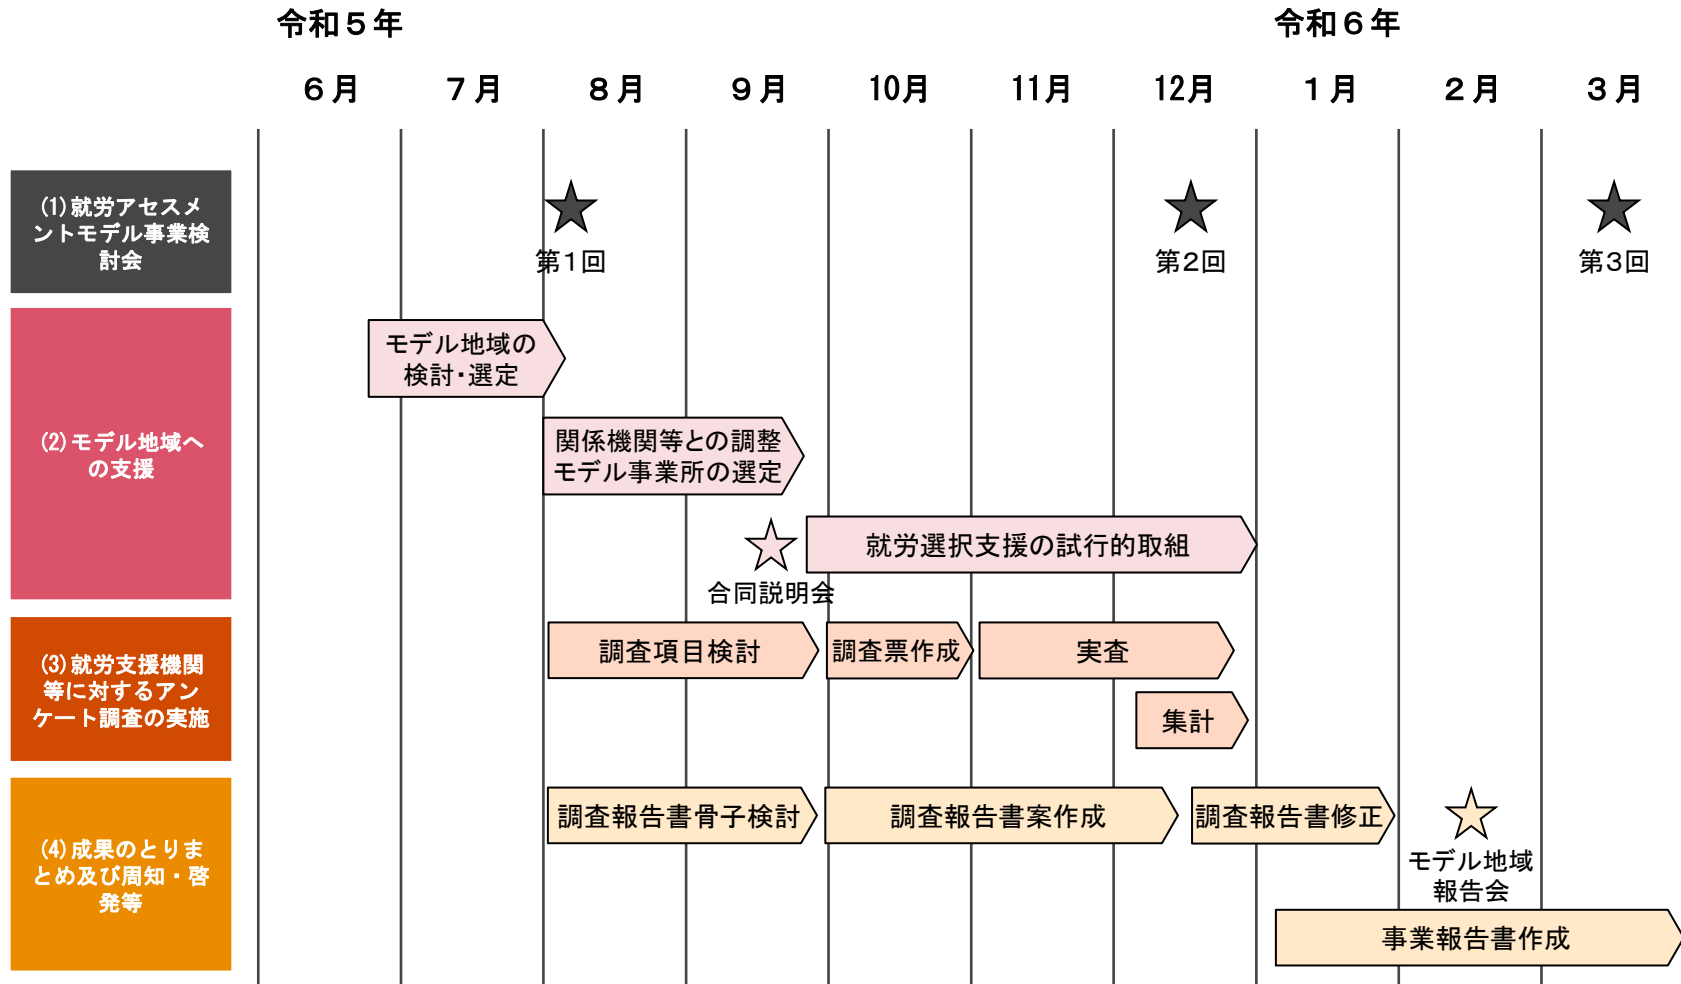 令和５年
令和６年
６月
７月
８月
９月
10月
11月
12月
１月
２月
３月
(1)就労アセスメ
ントモデル事業検
討会
第１回
第２回
第３回
(2)モデル地域へ
の支援
モデル地域の
検討・選定
関係機関等との調整
モデル事業所の選定
就労選択支援の試行的取組
合同説明会
(3)就労支援機関
等に対するアン
ケート調査の実施
調査項目検討
調査票作成
実査
集計
(4)成果のとりま
とめ及び周知・啓
発等
調査報告書骨子検討
調査報告書案作成
調査報告書修正
モデル地域
報告会
事業報告書作成